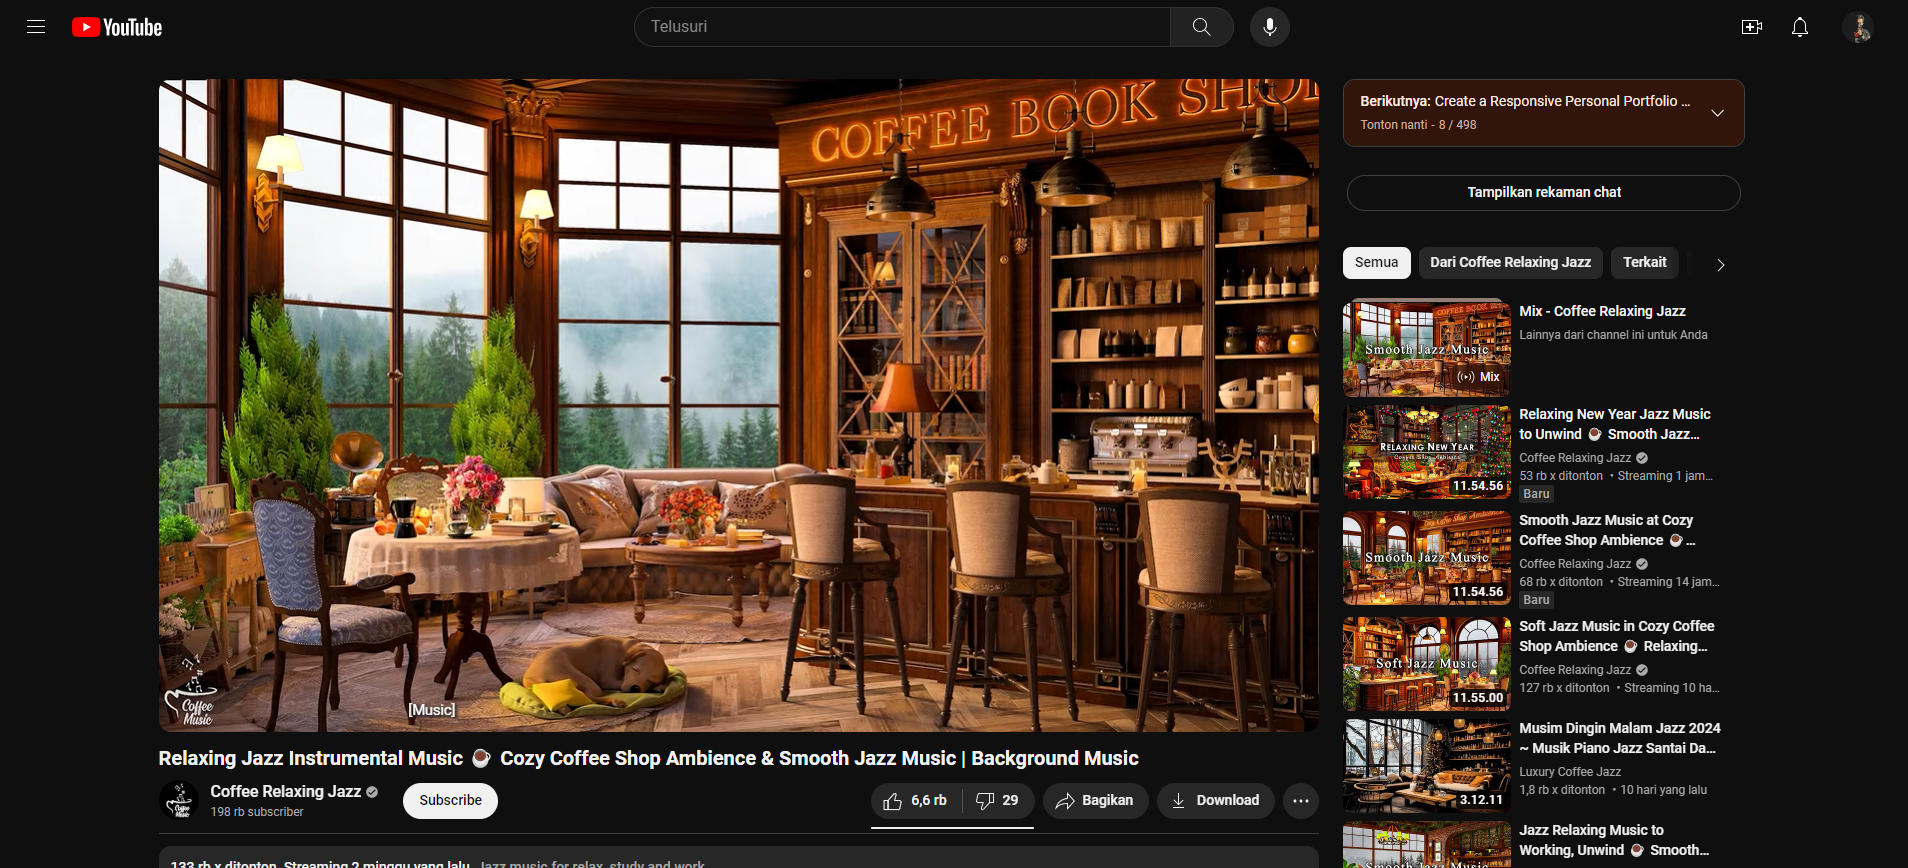 YouTube
Telusuri
COFFEE BOOK SHOP
Coffee Music
[Music]
Relaxing Jazz Instrumental Music ☕ Cozy Coffee Shop Ambience & Smooth Jazz Music | Background Music
Coffee Relaxing Jazz
198 rb subscriber
Subscribe
6,6 rb
29
Bagikan
Download
133 rb x ditonton Streaming 2 minggu yang lalu Jazz music for relax, study and work
Berikutnya: Create a Responsive Personal Portfolio ...
Tonton nanti - 8 / 498
Tampilkan rekaman chat
Semua
Dari Coffee Relaxing Jazz
Terkait
COFFEE BOOK
Smooth Jazz Music
Mix
Mix - Coffee Relaxing Jazz
Lainnya dari channel ini untuk Anda
RELAXING NEW YEAR
Coffee Shop Ambience
11.54.56
Relaxing New Year Jazz Music
to Unwind ☕ Smooth Jazz...
Coffee Relaxing Jazz
53 rb x ditonton • Streaming 1 jam...
Baru
Cozy Coffee Shop Ambience
Smooth Jazz Music
11.54.56
Smooth Jazz Music at Cozy
Coffee Shop Ambience ☕ ...
Coffee Relaxing Jazz
68 rb x ditonton • Streaming 14 jam...
Baru
Soft Jazz Music
11.55.00
Soft Jazz Music in Cozy Coffee
Shop Ambience ☕ Relaxing...
Coffee Relaxing Jazz
127 rb x ditonton • Streaming 10 ha...
3.12.11
Musim Dingin Malam Jazz 2024
~ Musik Piano Jazz Santai Da...
Luxury Coffee Jazz
1,8 rb x ditonton • 10 hari yang lalu
Smooth Jazz Music
Jazz Relaxing Music to
Working, Unwind ☕ Smooth...